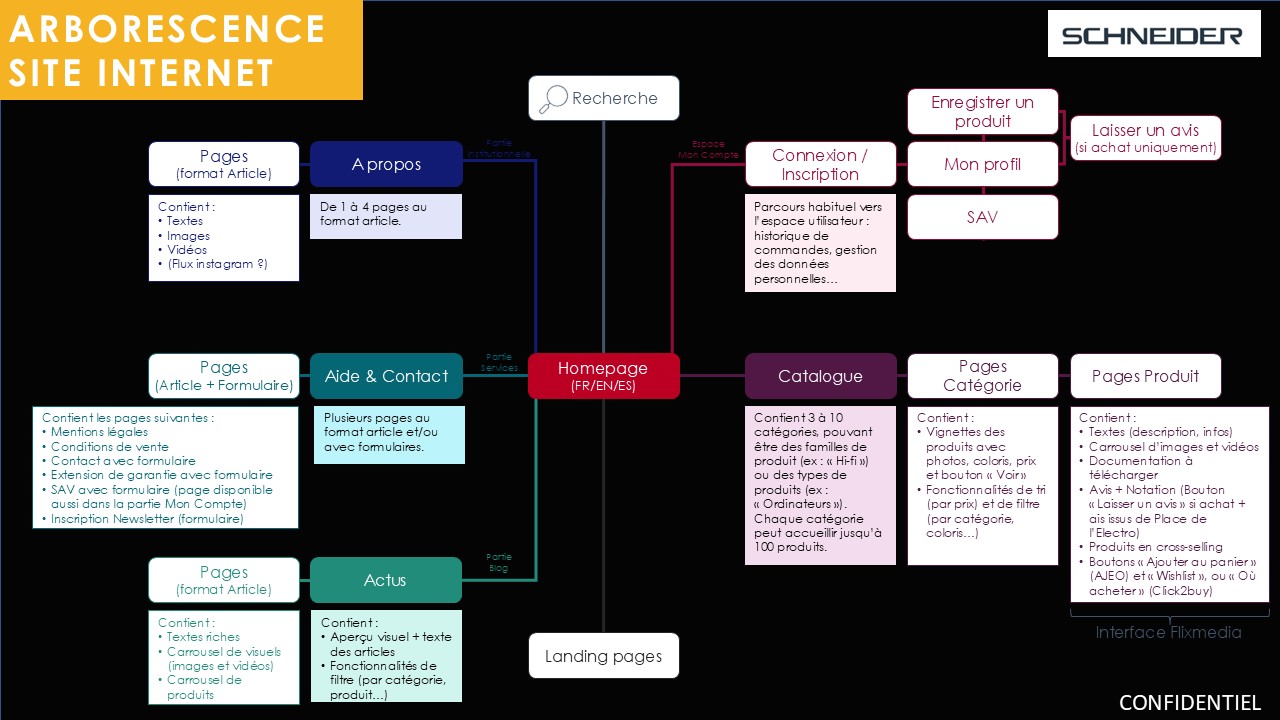 ARBORESCENCE
SITE INTERNET
SCHNEIDER
Recherche
Partie
Institutionnelle
A propos
De 1 à 4 pages au
format article.
Pages
(format Article)
Contient :
• Textes
• Images
• Vidéos
• (Flux instagram ?)
Espace
Mon Compte
Connexion /
Inscription
Parcours habituel vers
l'espace utilisateur :
historique de
commandes, gestion
des données
personnelles…
Enregistrer un
produit
Mon profil
SAV
Laisser un avis
(si achat uniquement)
Homepage
(FR/EN/ES)
Partie
Services
Aide & Contact
Plusieurs pages au
format article et/ou
avec formulaires.
Pages
(Article + Formulaire)
Contient les pages suivantes :
• Mentions légales
• Conditions de vente
• Contact avec formulaire
• Extension de garantie avec formulaire
• SAV avec formulaire (page disponible
aussi dans la partie Mon Compte)
• Inscription Newsletter (formulaire)
Catalogue
Contient 3 à 10
catégories, pouvant
être des familles de
produit (ex : « Hi-fi »)
ou des types de
produits (ex :
« Ordinateurs »).
Chaque catégorie
peut accueillir jusqu'à
100 produits.
Pages
Catégorie
Contient :
• Vignettes des
produits avec
photos, coloris, prix
et bouton « Voir »
• Fonctionnalités de tri
(par prix) et de filtre
(par catégorie,
coloris…)
Pages Produit
Contient :
• Textes (description, infos)
• Carrousel d'images et vidéos
• Documentation à
télécharger
• Avis + Notation (Bouton
« Laisser un avis » si achat +
ais issus de Place de
l'Electro)
• Produits en cross-selling
• Boutons « Ajouter au panier »
(AJEO) et « Wishlist », ou « Où
acheter » (Click2buy)
Interface Flixmedia
Partie
Blog
Actus
Contient :
• Aperçu visuel + texte
des articles
• Fonctionnalités de
filtre (par catégorie,
produit…)
Pages
(format Article)
Contient :
• Textes riches
• Carrousel de visuels
(images et vidéos)
• Carrousel de
produits
Landing pages
CONFIDENTIEL